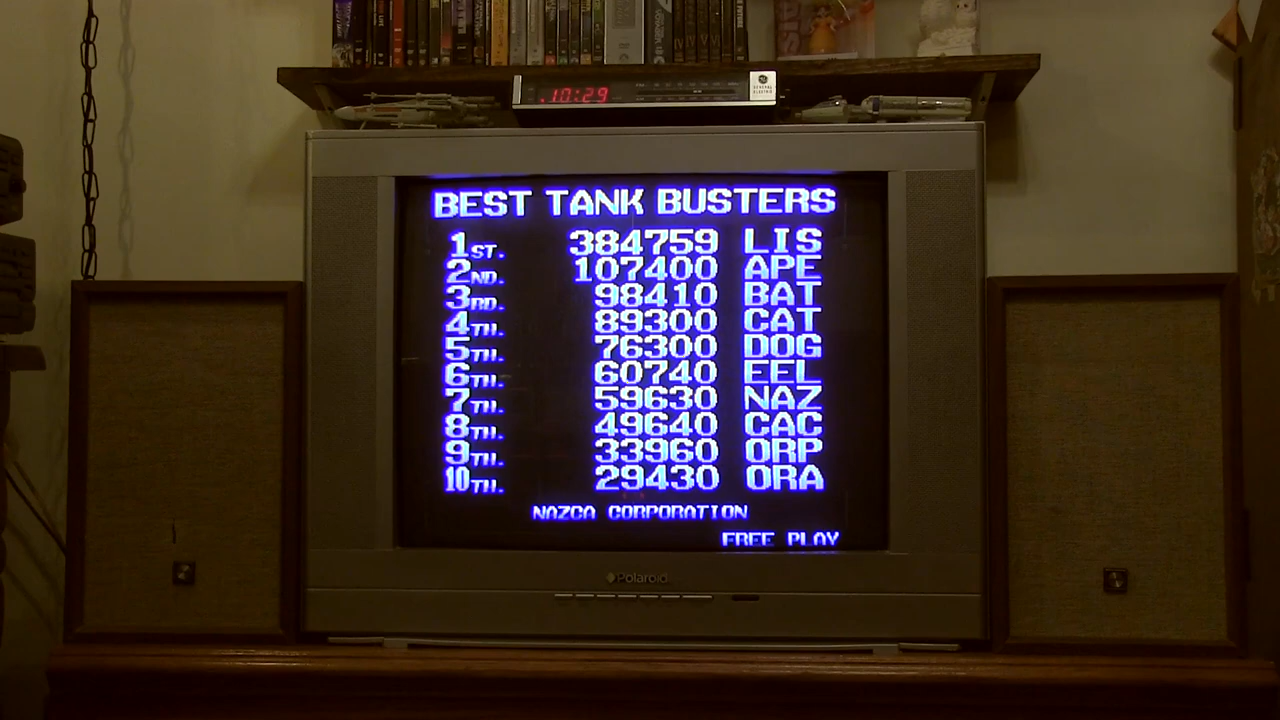 10:29
GENERAL ELECTRIC
BEST TANK BUSTERS
1ST. 384759 LIS
2ND. 107400 APE
3RD. 98410 BAT
4TH. 89300 CAT
5TH. 76300 DOG
6TH. 60740 EEL
7TH. 59630 NAZ
8TH. 49640 CAC
9TH. 33960 ORP
10TH. 29430 ORA
NAZCA CORPORATION
FREE PLAY
Polaroid